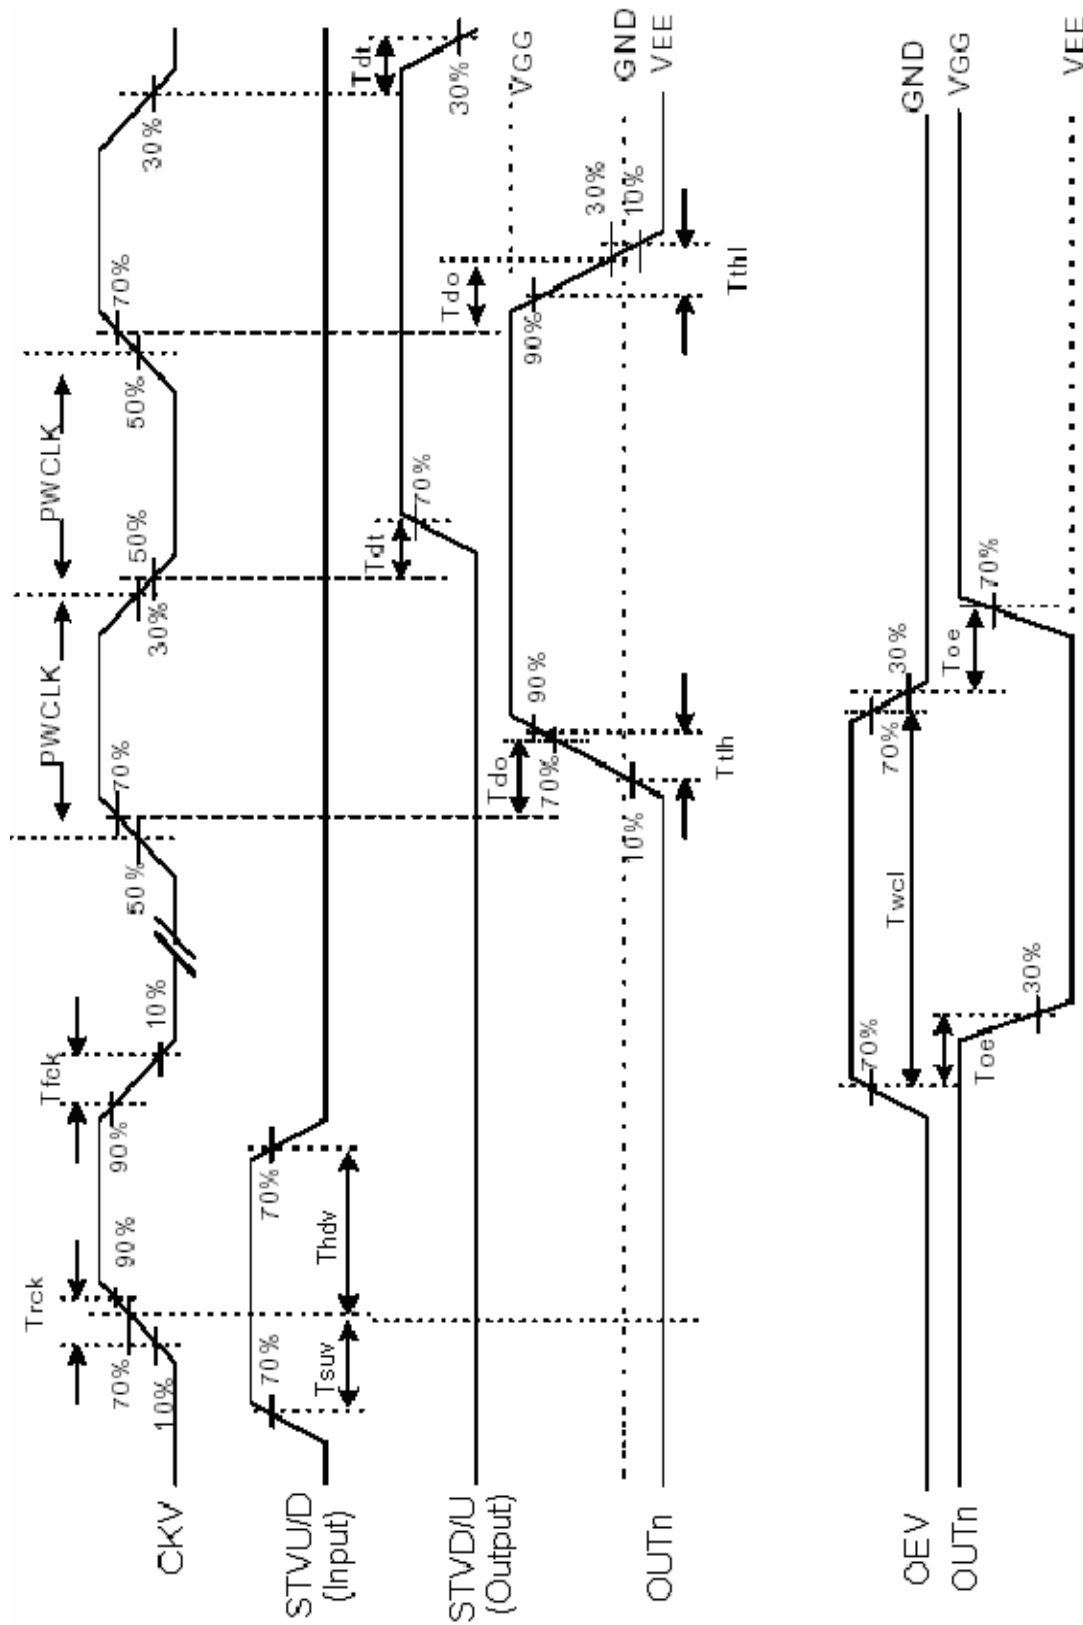 Trck
Tfck
PWCLK
PWCLK
70%
10%
90%
90%
10%
50%
70%
30%
50%
50%
70%
30%
CKV
STVU/D
(Input)
70%
70%
Tsuv
Thdv
STVD/U
(Output)
Tdt
70%
Tdt
30%
Tdo
90%
70%
10%
Ttlh
Tdo
90%
30%
10%
Tthl
VGG
GND
VEE
OUTn
OEV
70%
Twcl
70%
30%
GND
OUTn
Toe
30%
Toe
70%
VGG
VEE